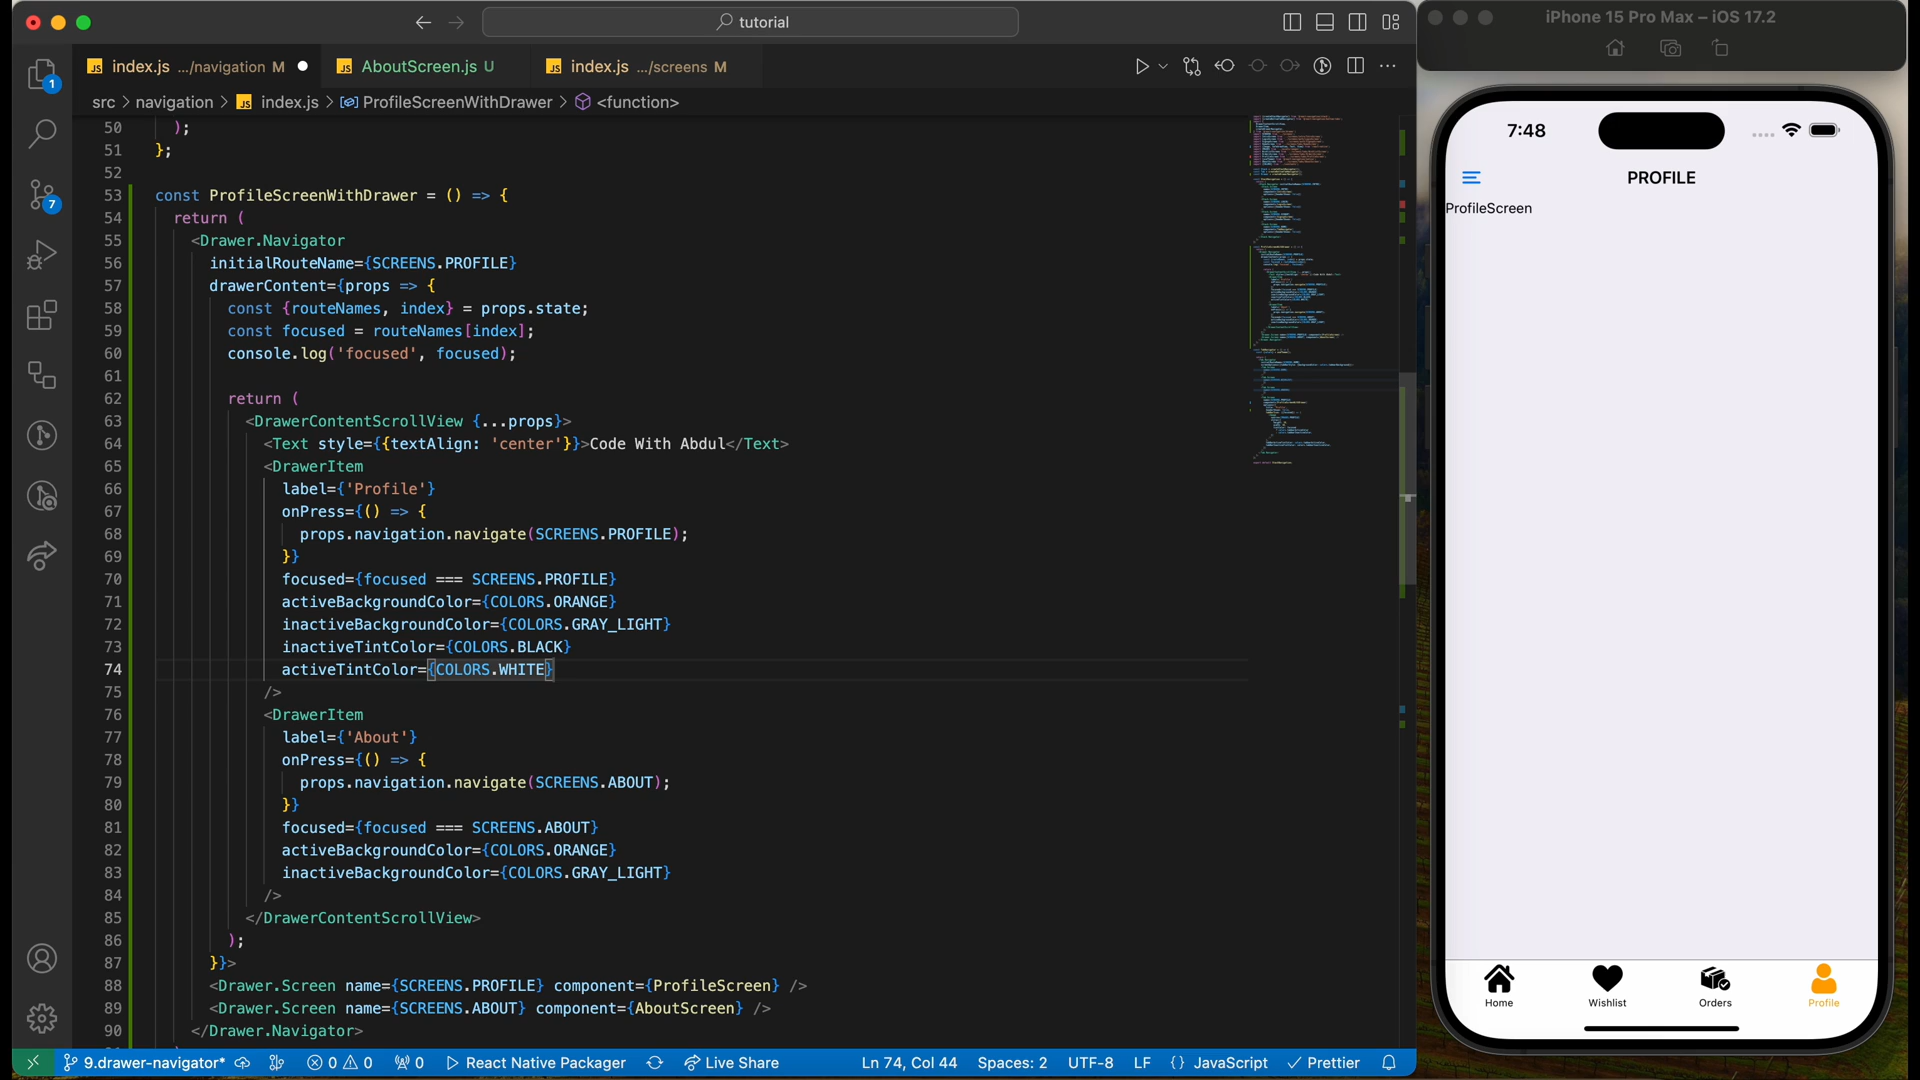 tutorial
iPhone 15 Pro Max – iOS 17.2
index.js .../navigation M
AboutScreen.js U
index.js .../screens M
src > navigation > JS index.js > ProfileScreenWithDrawer > <function>
50 );
51 };
52
53 const ProfileScreenWithDrawer = () => {
54 return (
55 <Drawer.Navigator
56 initialRouteName={SCREENS.PROFILE}
57 drawerContent={props => {
58 const {routeNames, index} = props.state;
59 const focused = routeNames[index];
60 console.log('focused', focused);
61
62 return (
63 <DrawerContentScrollView {...props}>
64 <Text style={{textAlign: 'center'}}>Code With Abdul</Text>
65 <DrawerItem
66 label={'Profile'}
67 onPress={() => {
68 props.navigation.navigate(SCREENS.PROFILE);
69 }}
70 focused={focused === SCREENS.PROFILE}
71 activeBackgroundColor={COLORS.ORANGE}
72 inactiveBackgroundColor={COLORS.GRAY_LIGHT}
73 inactiveTintColor={COLORS.BLACK}
74 activeTintColor={COLORS.WHITE}
75 />
76 <DrawerItem
77 label={'About'}
78 onPress={() => {
79 props.navigation.navigate(SCREENS.ABOUT);
80 }}
81 focused={focused === SCREENS.ABOUT}
82 activeBackgroundColor={COLORS.ORANGE}
83 inactiveBackgroundColor={COLORS.GRAY_LIGHT}
84 />
85 </DrawerContentScrollView>
86 );
87 }}>
88 <Drawer.Screen name={SCREENS.PROFILE} component={ProfileScreen} />
89 <Drawer.Screen name={SCREENS.ABOUT} component={AboutScreen} />
90 </Drawer.Navigator>
1
7
9.drawer-navigator* 0 0 0 React Native Packager Live Share Ln 74, Col 44 Spaces: 2 UTF-8 LF {} JavaScript Prettier
7:48
PROFILE
ProfileScreen
Home Wishlist Orders Profile